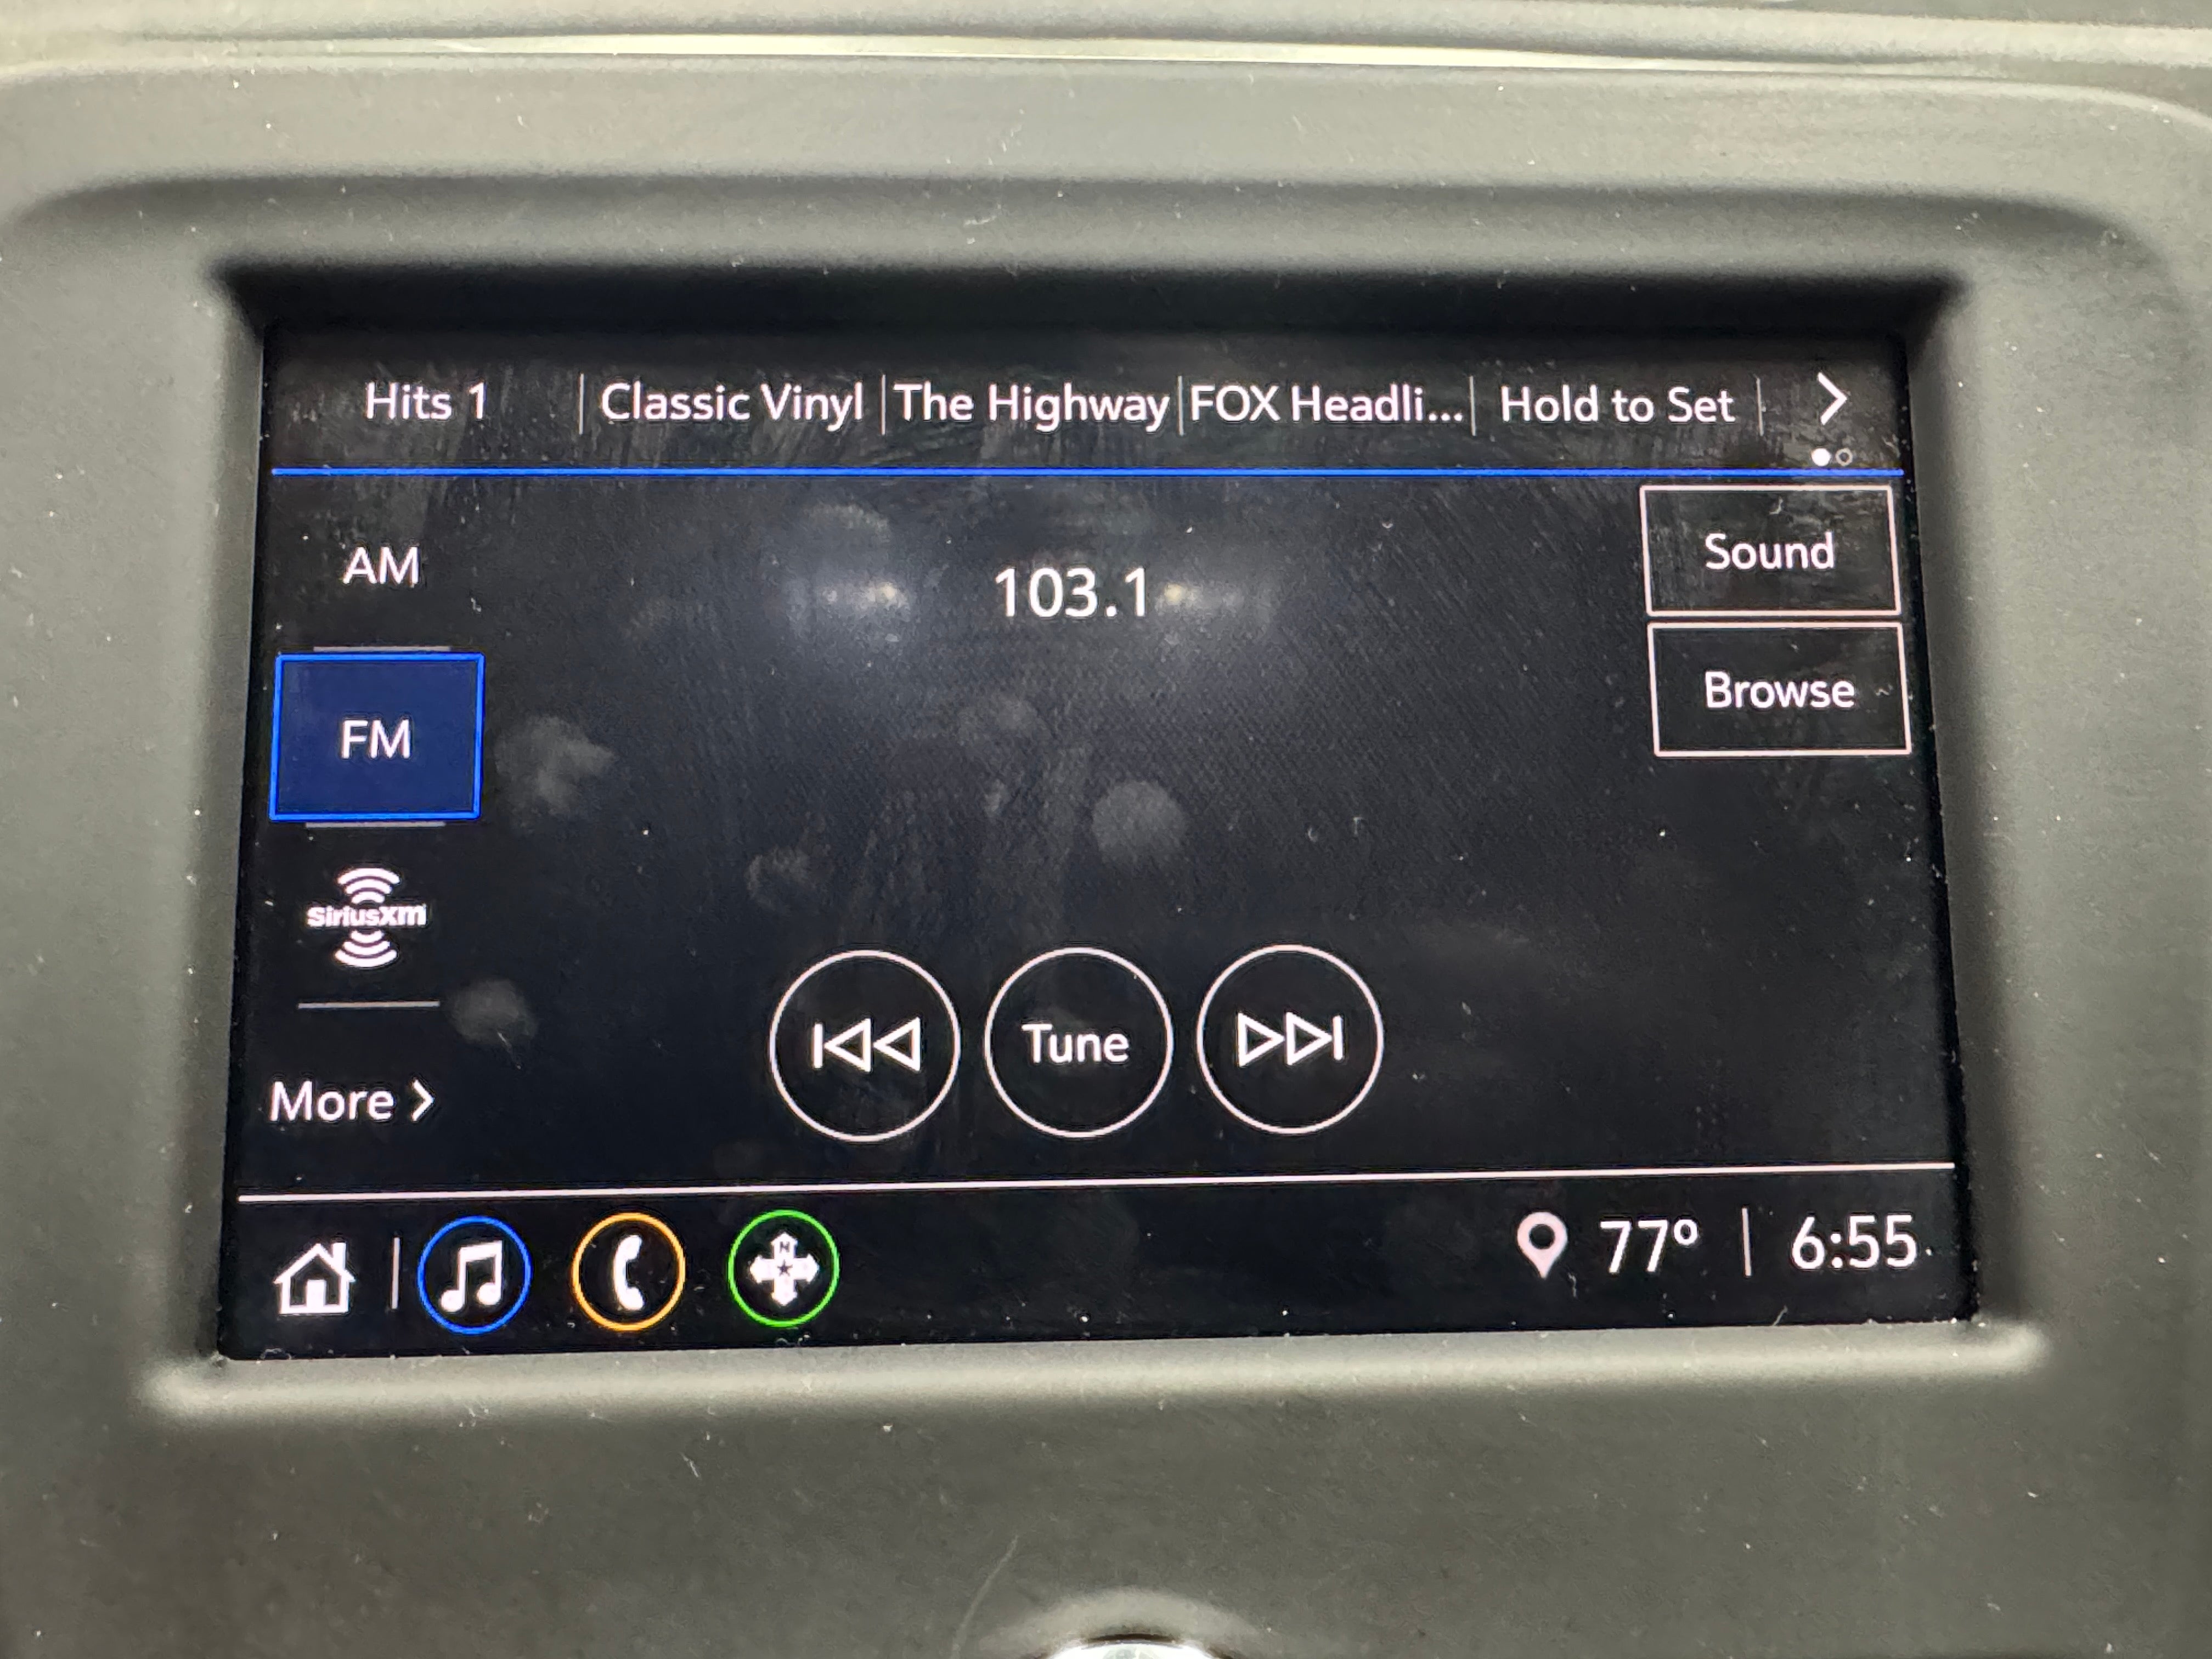 Hits 1 Classic Vinyl The Highway FOX Headli... Hold to Set
AM
103.1
Sound
Browse
FM
SiriusXM
Tune
More
N
77° 6:55